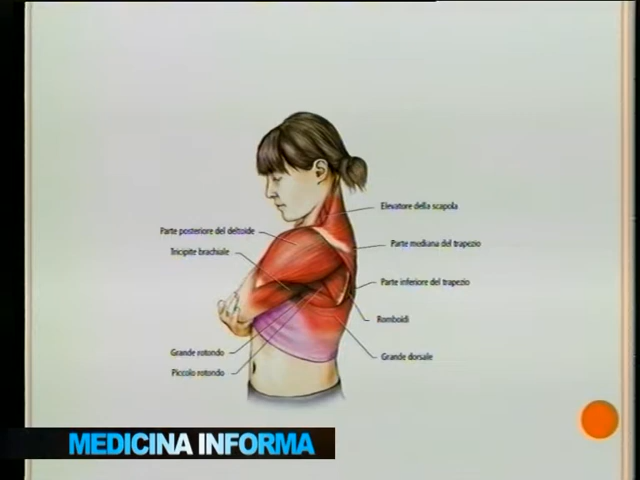 Elevatore della scapola
Parte posteriore del deltoide
Parte mediana del trapezio
Tricipite brachiale
Parte inferiore del trapezio
Romboidi
Grande rotondo
Grande dorsale
Piccolo rotondo
MEDICINA INFORMA